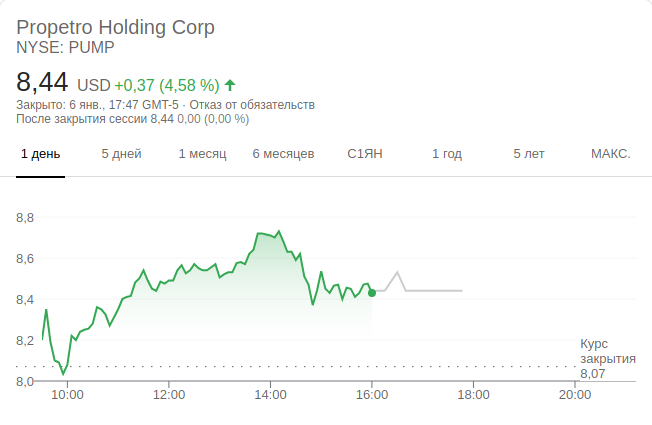 Propetro Holding Corp
NYSE: PUMP
8,44 USD +0,37 (4,58 %)
Закрыто: 6 янв., 17:47 GMT-5 · Отказ от обязательств
После закрытия сессии 8,44 0,00 (0,00 %)
1 день 5 дней 1 месяц 6 месяцев С1ЯН 1 год 5 лет МАКС.
8,8
8,6
8,4
8,2
8,0
Курс
закрытия
8,07
10:00 12:00 14:00 16:00 18:00 20:00